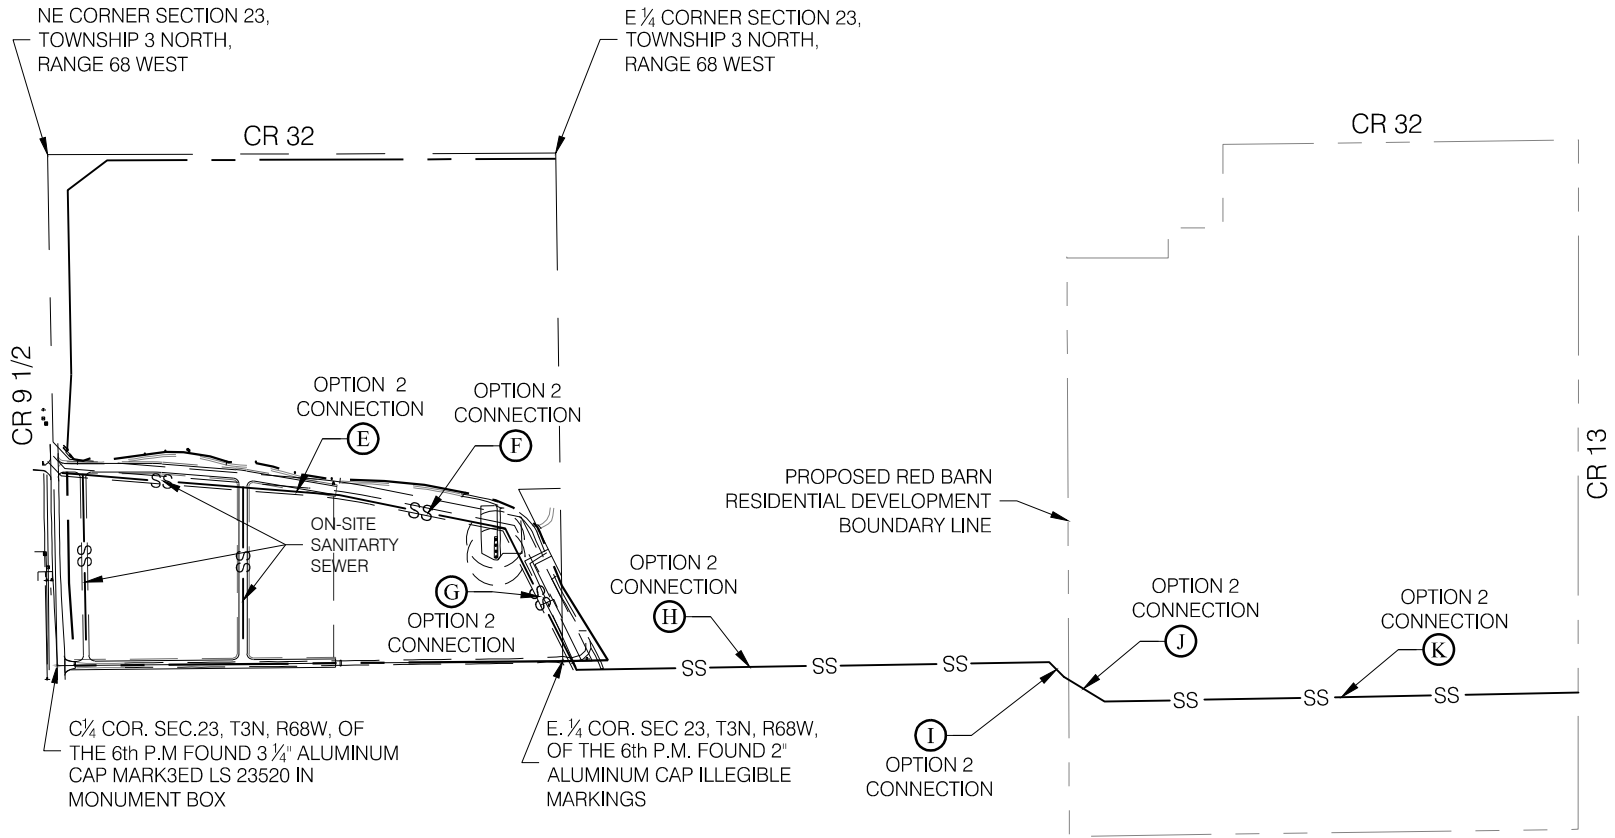 NE CORNER SECTION 23,
TOWNSHIP 3 NORTH,
RANGE 68 WEST
E ¼ CORNER SECTION 23,
TOWNSHIP 3 NORTH,
RANGE 68 WEST
CR 32
CR 32
CR 9 1/2
CR 13
OPTION 2
CONNECTION
E
OPTION 2
CONNECTION
F
SS
SS
SS
SS
SS
ON-SITE
SANITARTY
SEWER
G
OPTION 2
CONNECTION
PROPOSED RED BARN
RESIDENTIAL DEVELOPMENT
BOUNDARY LINE
OPTION 2
CONNECTION
H
SS
SS
SS
OPTION 2
CONNECTION
J
OPTION 2
CONNECTION
K
SS
SS
SS
I
OPTION 2
CONNECTION
C¼ COR. SEC.23, T3N, R68W, OF
THE 6th P.M FOUND 3 ¼" ALUMINUM
CAP MARK3ED LS 23520 IN
MONUMENT BOX
E. ¼ COR. SEC 23, T3N, R68W,
OF THE 6th P.M. FOUND 2"
ALUMINUM CAP ILLEGIBLE
MARKINGS